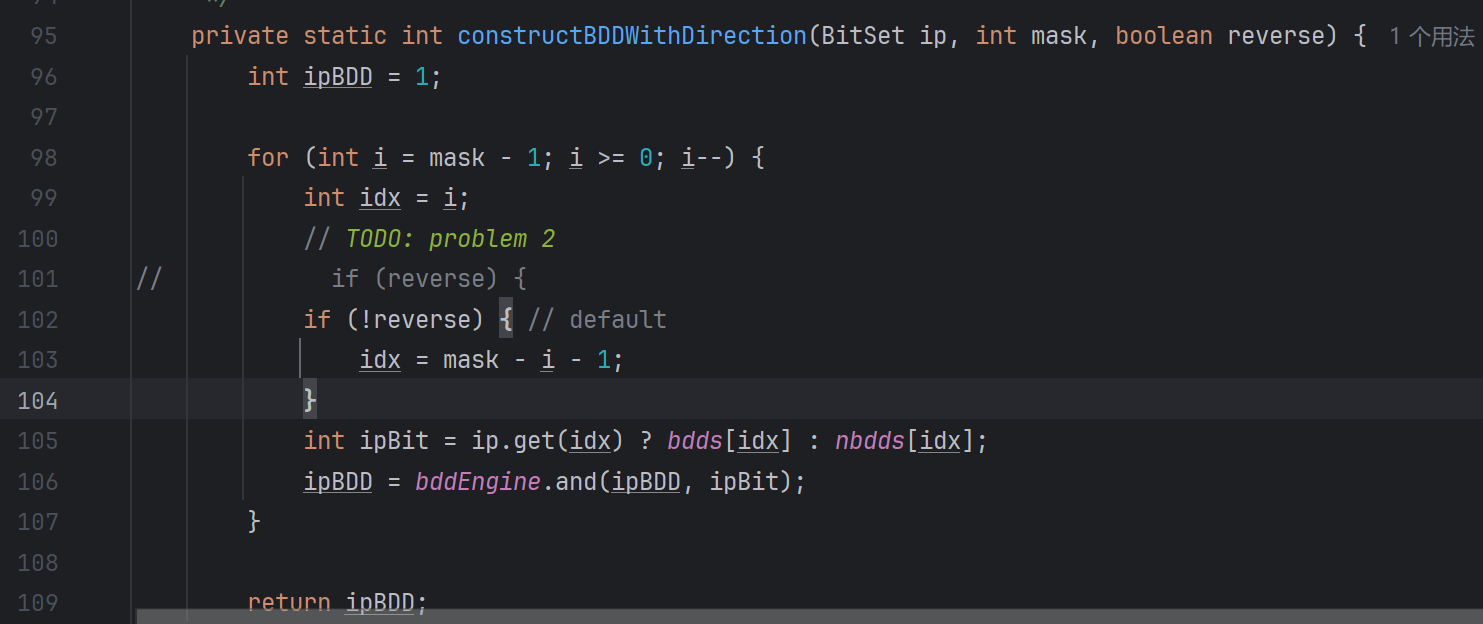 */
95 private static int constructBDDWithDirection(BitSet ip, int mask, boolean reverse) { 1 个用法
96 int ipBDD = 1;
97
98 for (int i = mask - 1; i >= 0; i--) {
99 int idx = i;
100 // TODO: problem 2
101 // if (reverse) {
102 if (!reverse) { // default
103 idx = mask - i - 1;
104 }
105 int ipBit = ip.get(idx) ? bdds[idx] : nbdds[idx];
106 ipBDD = bddEngine.and(ipBDD, ipBit);
107 }
108
109 return ipBDD;